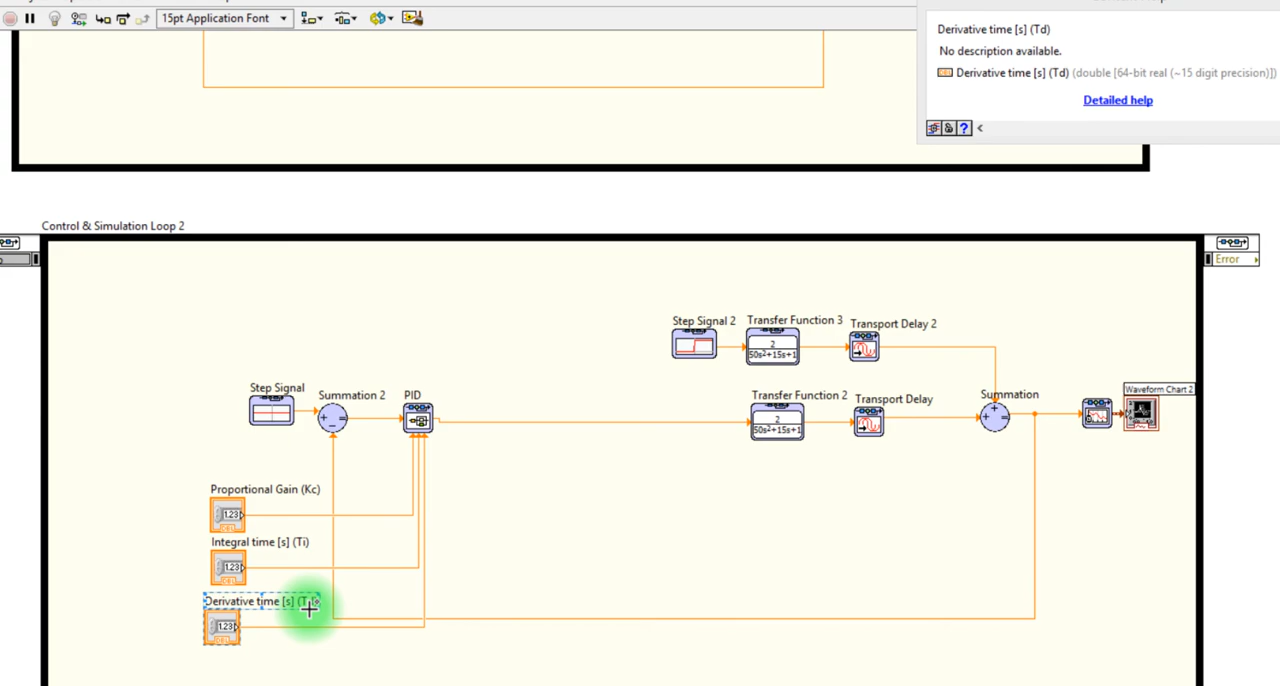 15pt Application Font
Derivative time [s] (Td)
No description available.
Derivative time [s] (Td) (double [64-bit real (~15 digit precision)])
Detailed help
Control & Simulation Loop 2
Error
Step Signal 2
Transfer Function 3
Transport Delay 2
2
50s²+15s+1
Step Signal
Summation 2
PID
Transfer Function 2
Transport Delay
Summation
Waveform Chart 2
2
50s²+15s+1
Proportional Gain (Kc)
1.23
DBL
Integral time [s] (Ti)
1.23
DBL
Derivative time [s]
1.23
DBL